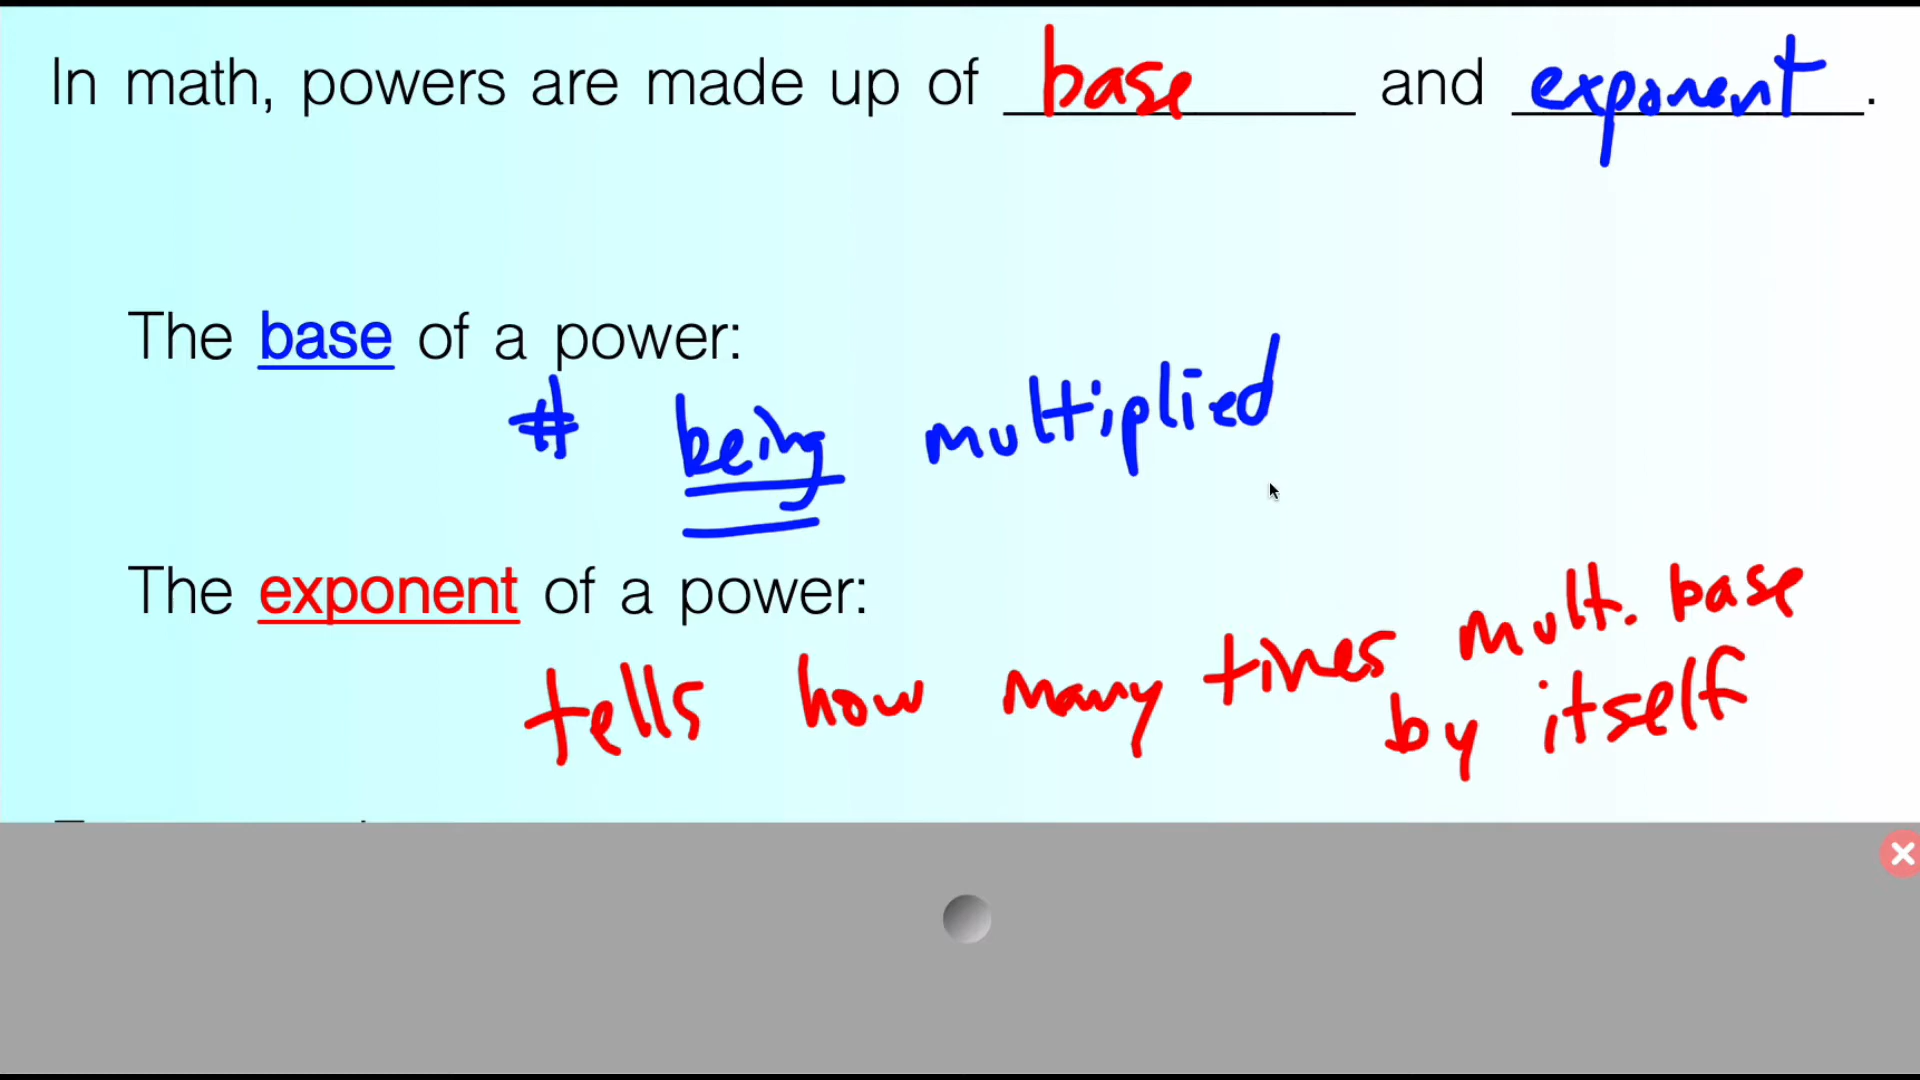 In math, powers are made up of base and exponent.
The base of a power:
# being multiplied
The exponent of a power:
tells how many times mult. base
by itself